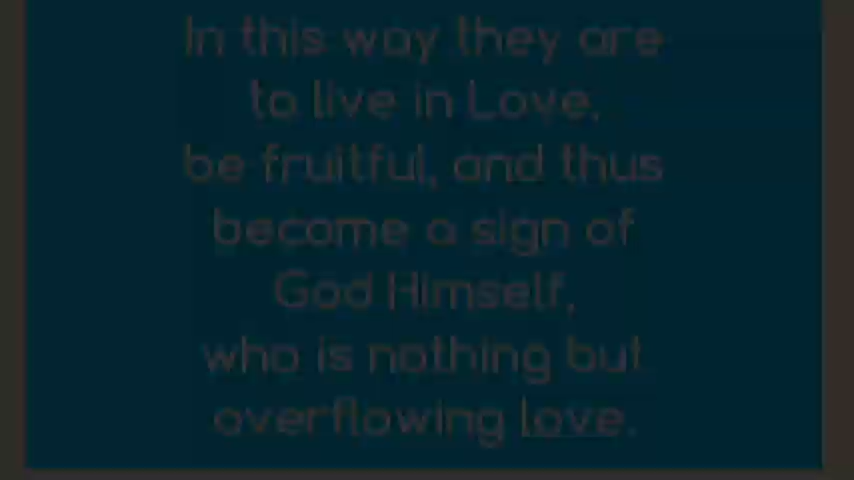 In this way they are
to live in Love,
be fruitful, and thus
become a sign of
God Himself,
who is nothing but
overflowing love.